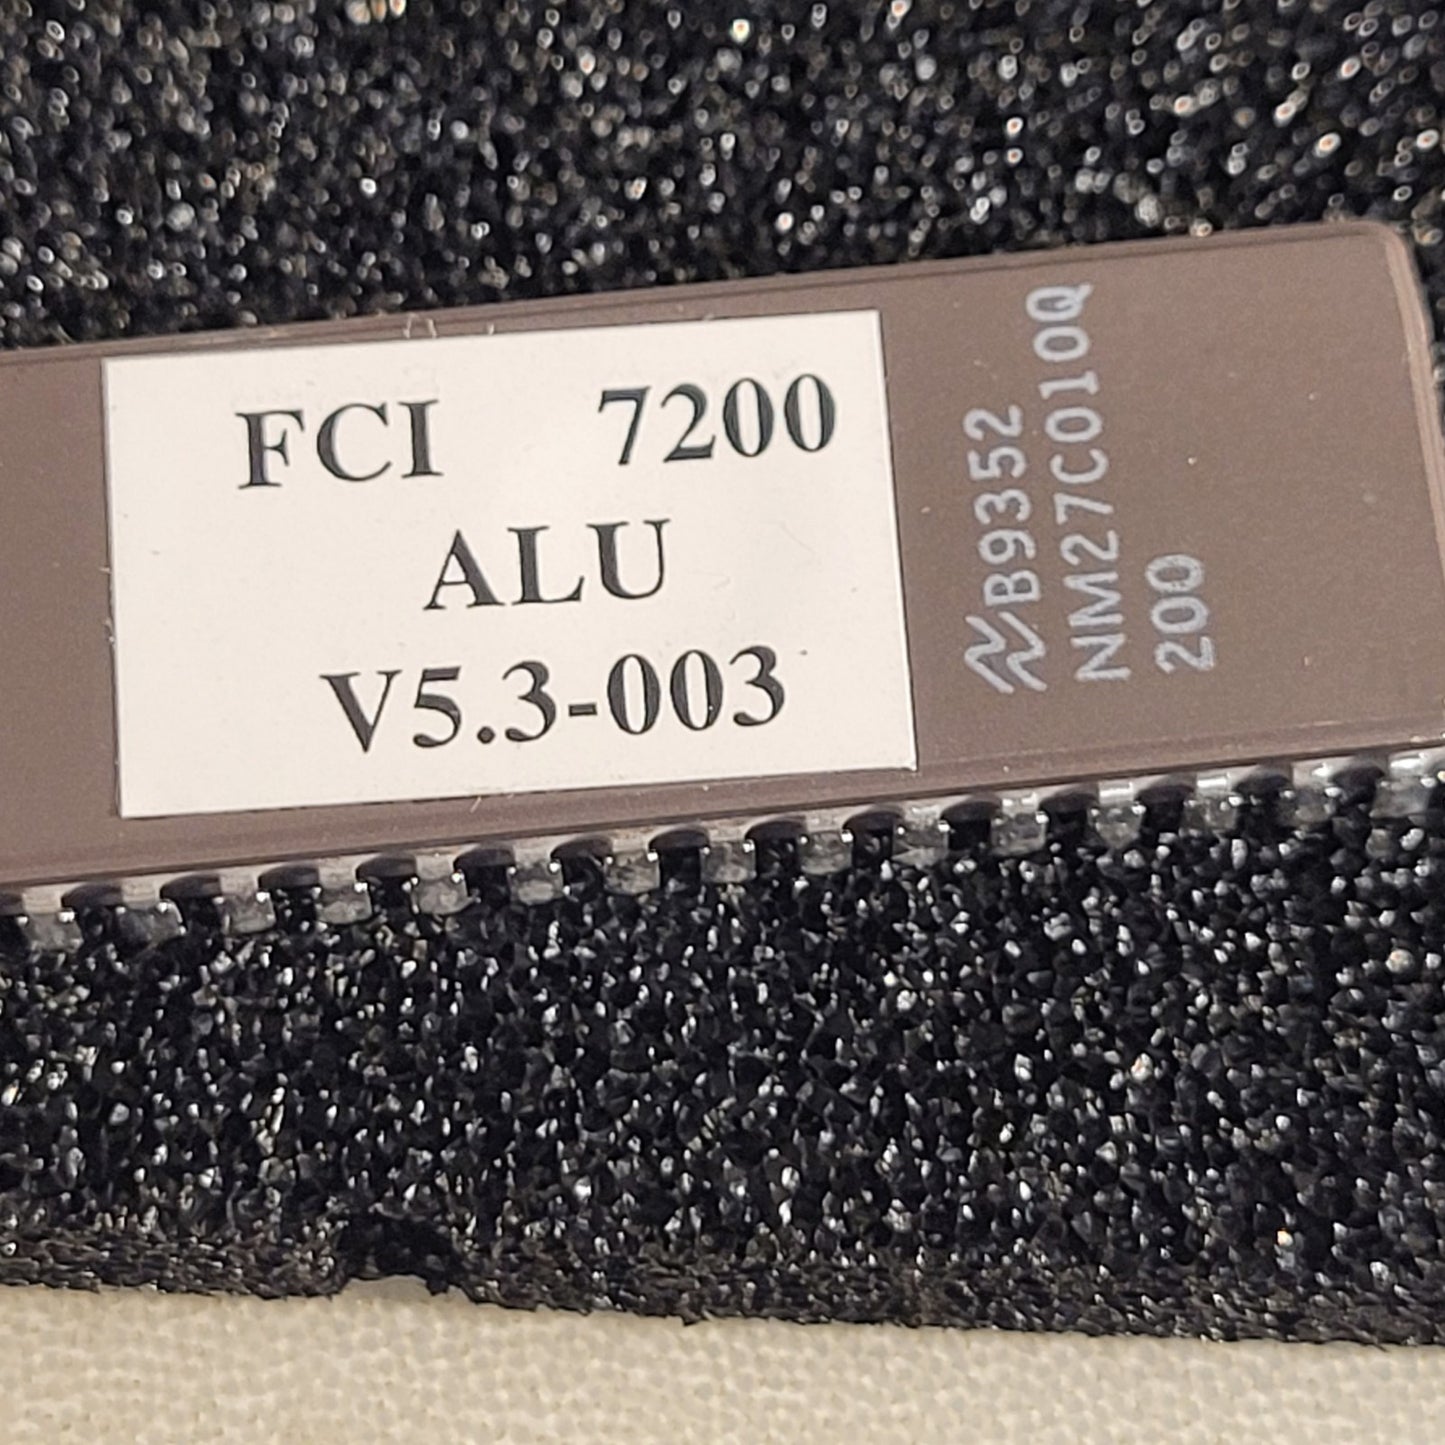 FCI 7200
ALU
V5.3-003
B9352
NM27C010Q
200